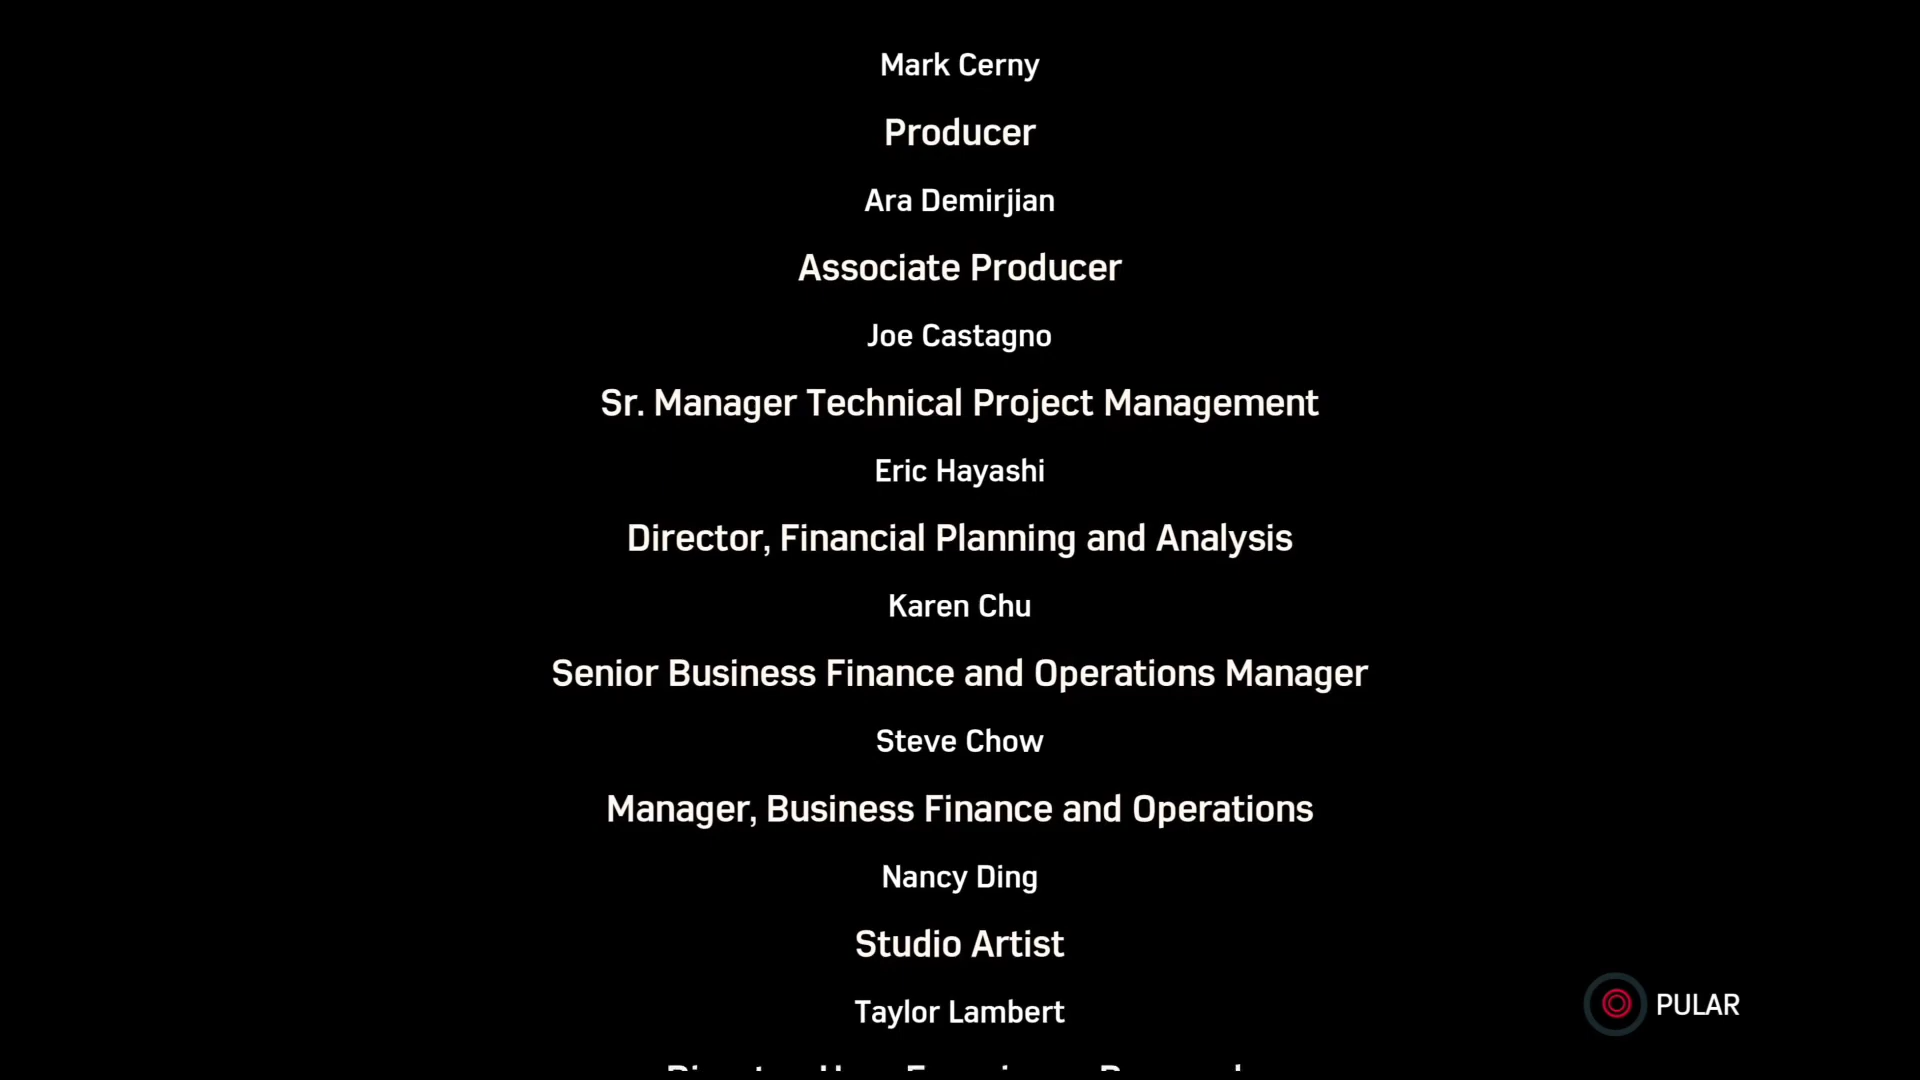 Mark Cerny
Producer
Ara Demirjian
Associate Producer
Joe Castagno
Sr. Manager Technical Project Management
Eric Hayashi
Director, Financial Planning and Analysis
Karen Chu
Senior Business Finance and Operations Manager
Steve Chow
Manager, Business Finance and Operations
Nancy Ding
Studio Artist
Taylor Lambert
PULAR